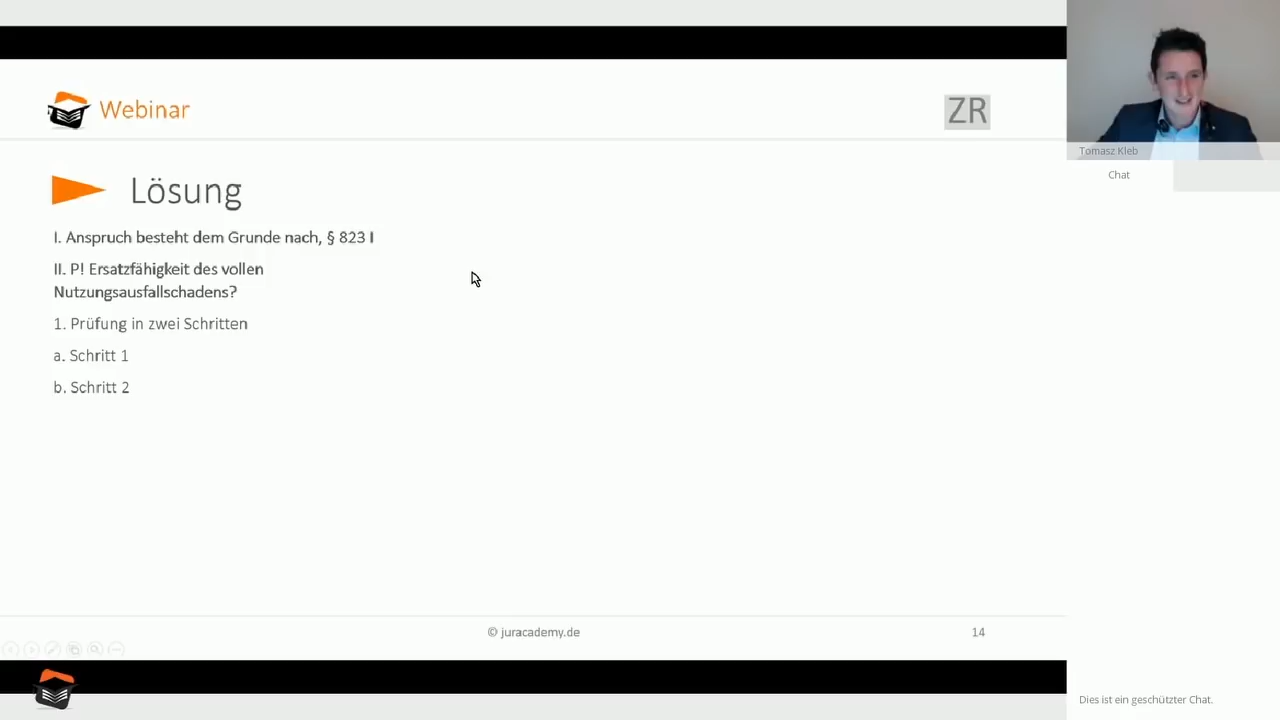 Webinar
ZR
Lösung
I. Anspruch besteht dem Grunde nach, § 823 I
II. P! Ersatzfähigkeit des vollen
Nutzungsausfallschadens?
1. Prüfung in zwei Schritten
a. Schritt 1
b. Schritt 2
© juracademy.de
14
Tomasz Kleb
Chat
Dies ist ein geschützter Chat.